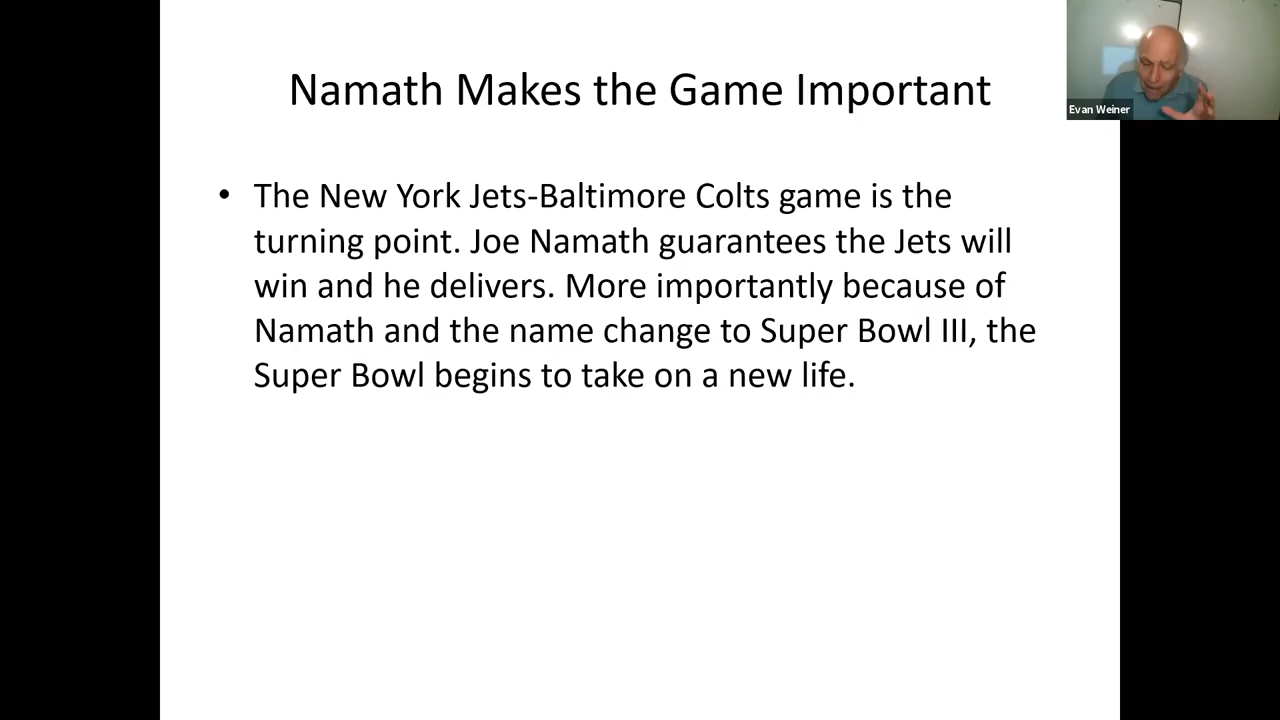 Namath Makes the Game Important
• The New York Jets-Baltimore Colts game is the
turning point. Joe Namath guarantees the Jets will
win and he delivers. More importantly because of
Namath and the name change to Super Bowl III, the
Super Bowl begins to take on a new life.
Evan Weiner